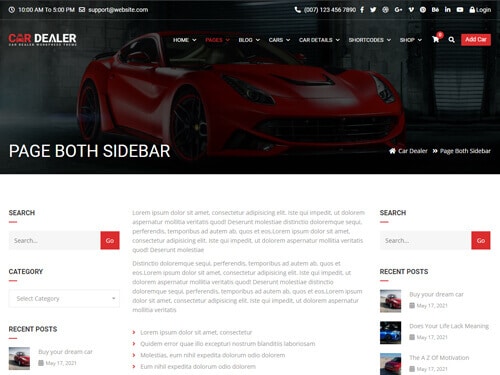 10:00 AM To 5:00 PM support@website.com (007) 123 456 7890 Login
CAR DEALER
CAR DEALER WORDPRESS THEME
HOME PAGES BLOG CARS CAR DETAILS SHORTCODES SHOP 0 Add Car
PAGE BOTH SIDEBAR
Car Dealer » Page Both Sidebar
SEARCH
Search...
Go
CATEGORY
Select Category
RECENT POSTS
Buy your dream car
May 17, 2021
Lorem ipsum dolor sit amet, consectetur adipisicing elit. Iste qui impedit, ut dolorem
aspernatur mollitia veritatis quod! Deserunt molestiae distinctio doloremque sequi,
perferendis, temporibus ad autem ab, quos et eos.Lorem ipsum dolor sit amet,
consectetur adipisicing elit. Iste qui impedit, ut dolorem aspernatur mollitia veritatis
quod! Deserunt molestiae
Distinctio doloremque sequi, perferendis, temporibus ad autem ab, quos et
eos.Lorem ipsum dolor sit amet, consectetur adipisicing elit. Iste qui impedit, ut
dolorem aspernatur mollitia veritatis quod! Deserunt molestiae distinctio
doloremque sequi, perferendis, temporibus ad autem ab, quos et eos.Lorem ipsum
dolor sit amet, consectetur adipisicing elit. Iste qui impedit, ut dolorem aspernatur
mollitia veritatis
Lorem ipsum dolor sit amet, consectetur
Quidem error quae illo excepturi nostrum blanditiis laboriosam
Molestias, eum nihil expedita dolorum odio dolorem
Eum nihil expedita dolorum odio dolorem
SEARCH
Search...
Go
RECENT POSTS
Buy your dream car
May 17, 2021
Does Your Life Lack Meaning
May 17, 2021
The A Z Of Motivation
May 17, 2021